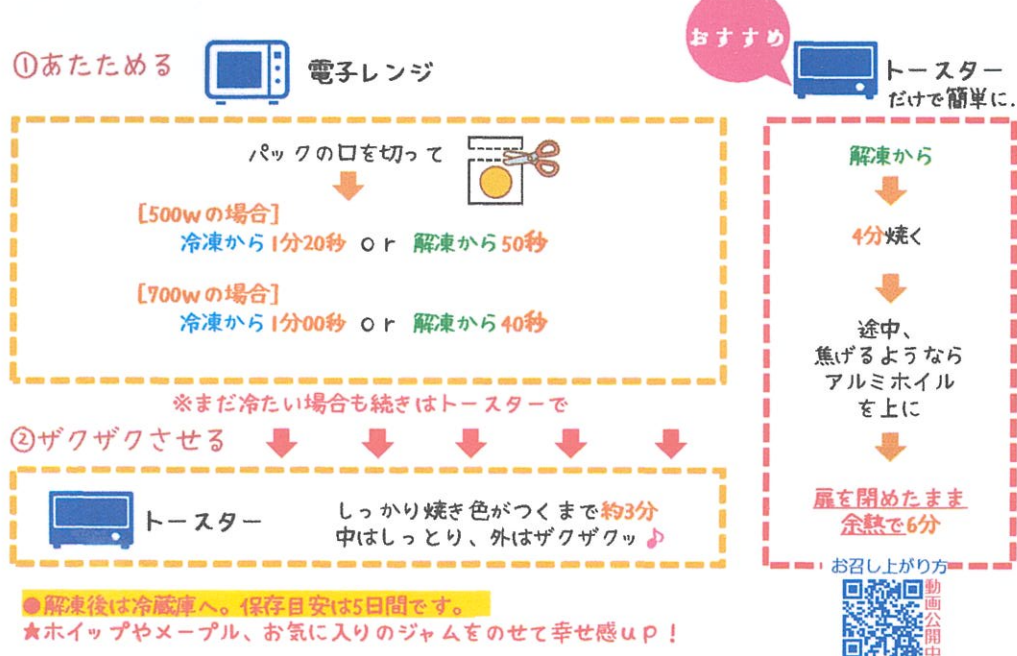 ①あたためる
電子レンジ
パックの口を切って
[500wの場合]
冷凍から1分20秒 or 解凍から50秒
[700wの場合]
冷凍から1分00秒 or 解凍から40秒
※まだ冷たい場合も続きはトースターで
②ザクザクさせる
トースター
しっかり焼き色がつくまで約3分
中はしっとり、外はザクザクッ♪
おすすめ
トースター
だけで簡単に.
解凍から
4分焼く
途中、
焦げるようなら
アルミホイル
を上に
扉を閉めたまま
余熱で6分
お召し上がり方
動画公開中
●解凍後は冷蔵庫へ。保存目安は5日間です。
★ホイップやメープル、お気に入りのジャムをのせて幸せ感up!